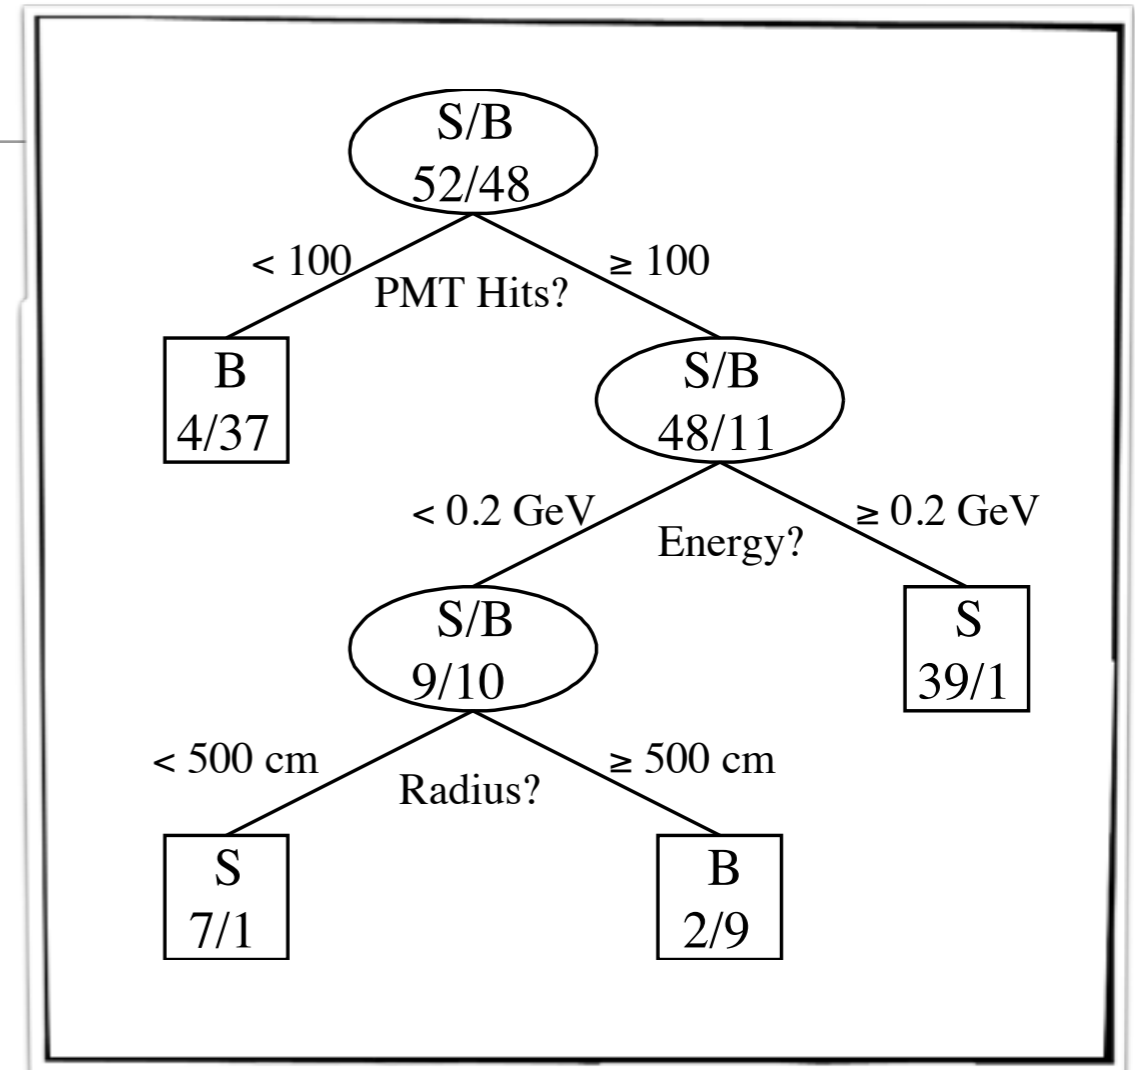 S/B
52/48
< 100
≥ 100
PMT Hits?
B
4/37
S/B
48/11
< 0.2 GeV
≥ 0.2 GeV
Energy?
S/B
9/10
S
39/1
< 500 cm
≥ 500 cm
Radius?
S
7/1
B
2/9